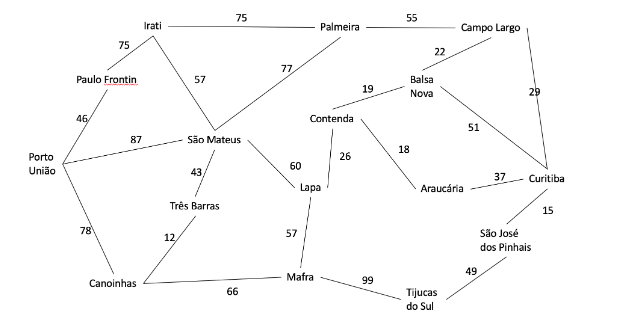 75
55
Irati
Palmeira
Campo Largo
75
22
77
Paulo Frontin
57
19
Balsa
Nova
29
46
Contenda
51
87
São Mateus
18
26
Porto
União
60
43
37
Curitiba
Lapa
Araucária
Três Barras
15
78
12
57
São José
dos Pinhais
49
Canoinhas
66
Mafra
99
Tijucas
do Sul